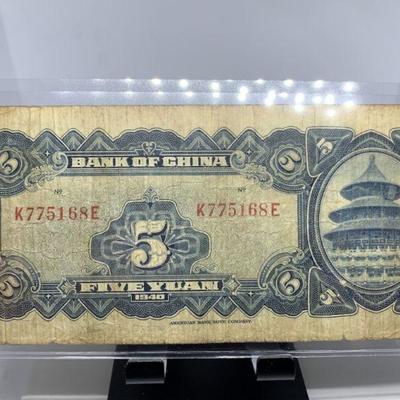 5 5
BANK OF CHINA
Nº Nº
K775168E K775168E
5
5 5
FIVE YUAN
1940
AMERICAN BANK NOTE COMPANY.